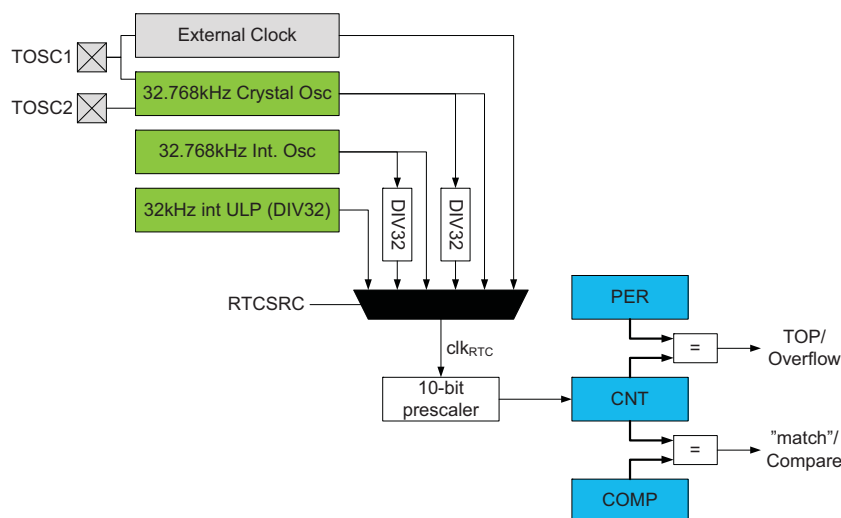 External Clock
TOSC1
32.768kHz Crystal Osc
TOSC2
32.768kHz Int. Osc
32kHz int ULP (DIV32)
DIV32
DIV32
RTCSRC
PER
clkRTC
=
TOP/
Overflow
10-bit
prescaler
CNT
=
”match”/
Compare
COMP